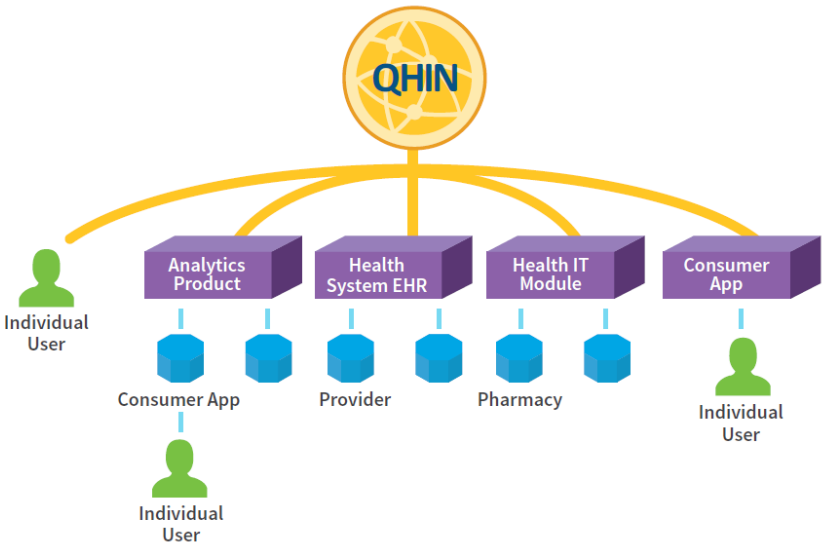 QHIN
Analytics
Product
Health
System EHR
Health IT
Module
Consumer
App
Individual
User
Consumer App
Provider
Pharmacy
Individual
User
Individual
User